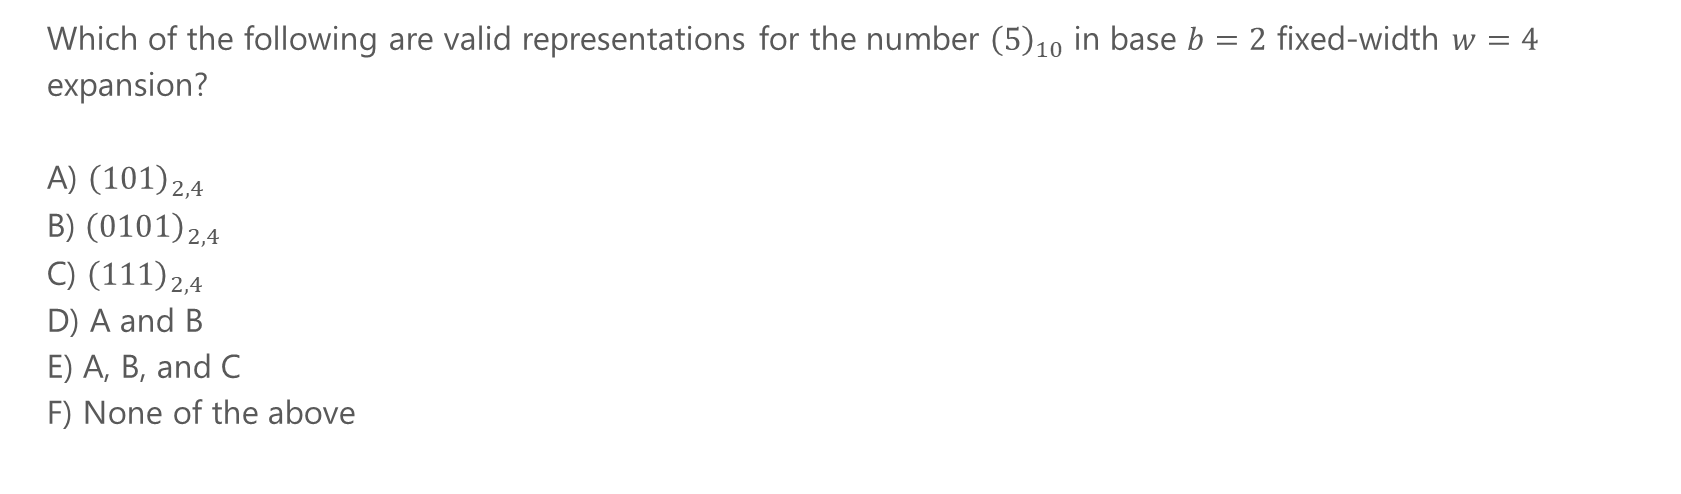 Which of the following are valid representations for the number (5)₁₀ in base b = 2 fixed-width w = 4
expansion?
A) (101)₂,₄
B) (0101)₂,₄
C) (111)₂,₄
D) A and B
E) A, B, and C
F) None of the above